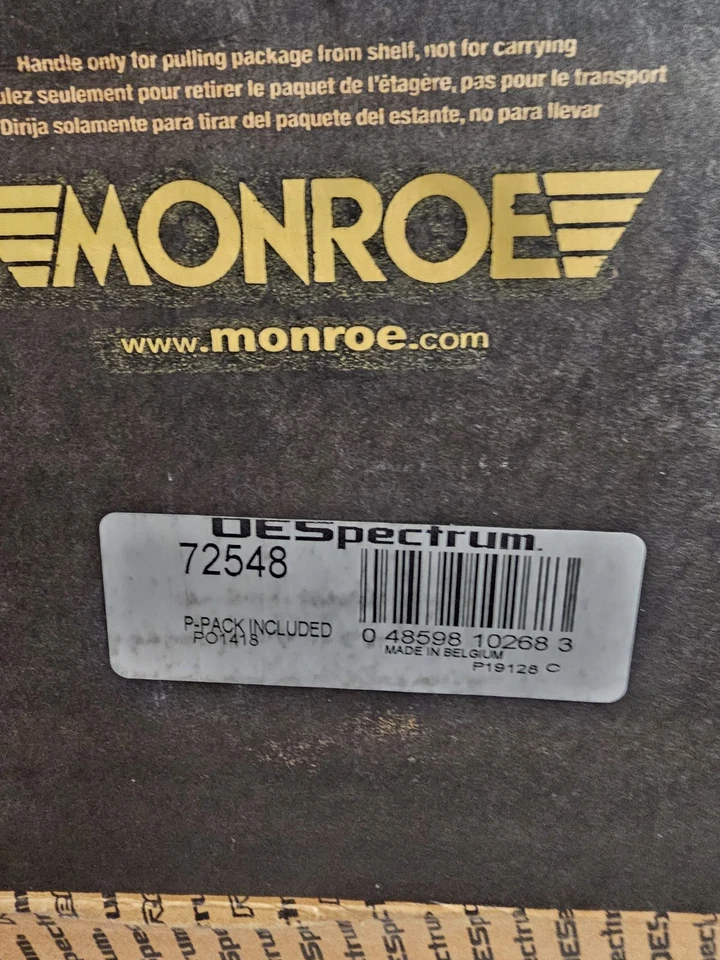 Handle only for pulling package from shelf, not for carrying
seulement pour retirer le paquet de l'étagère, pas pour le transport
Dirija solamente para tirar del paquete del estante, no para llevar
MONROE
www.monroe.com
OESpectrum
72548
P-PACK INCLUDED
PO1418
0 48598 10268 3
MADE IN BELGIUM
P19128 C